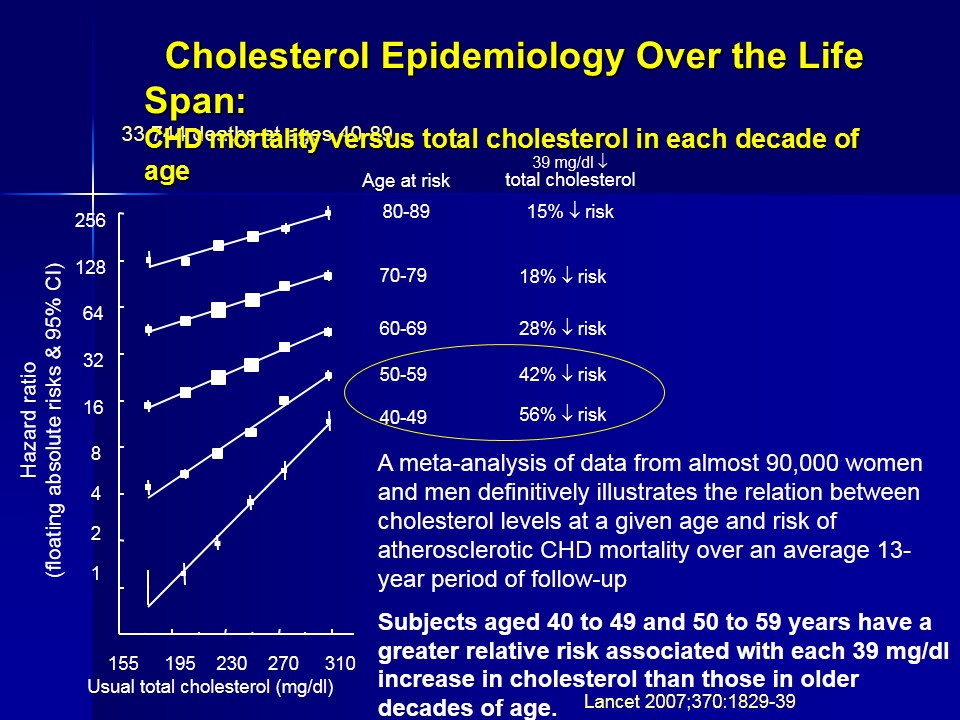 Cholesterol Epidemiology Over the Life
Span:
33 744 deaths at ages 40-89
CHD mortality versus total cholesterol in each decade of
age
Age at risk
39 mg/dl ↓
total cholesterol
80-89 15% ↓ risk
70-79 18% ↓ risk
60-69 28% ↓ risk
50-59 42% ↓ risk
40-49 56% ↓ risk
Hazard ratio
(floating absolute risks & 95% CI)
256
128
64
32
16
8
4
2
1
155 195 230 270 310
Usual total cholesterol (mg/dl)
A meta-analysis of data from almost 90,000 women
and men definitively illustrates the relation between
cholesterol levels at a given age and risk of
atherosclerotic CHD mortality over an average 13-
year period of follow-up
Subjects aged 40 to 49 and 50 to 59 years have a
greater relative risk associated with each 39 mg/dl
increase in cholesterol than those in older
decades of age.
Lancet 2007;370:1829-39